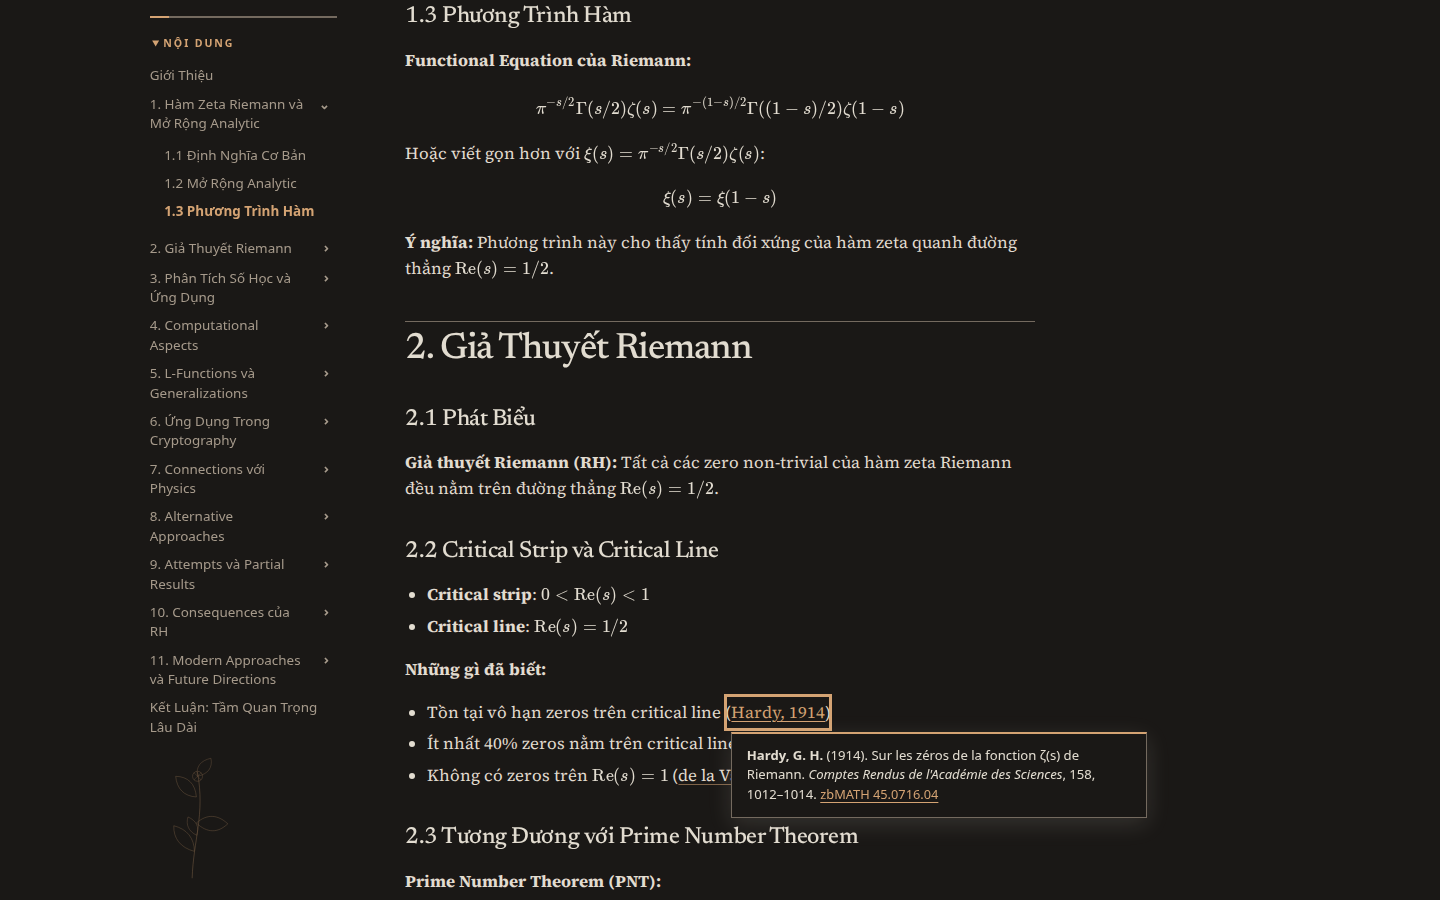 NỘI DUNG
Giới Thiệu
1. Hàm Zeta Riemann và
Mở Rộng Analytic
1.1 Định Nghĩa Cơ Bản
1.2 Mở Rộng Analytic
1.3 Phương Trình Hàm
2. Giả Thuyết Riemann
3. Phân Tích Số Học và
Ứng Dụng
4. Computational
Aspects
5. L-Functions và
Generalizations
6. Ứng Dụng Trong
Cryptography
7. Connections với
Physics
8. Alternative
Approaches
9. Attempts và Partial
Results
10. Consequences của
RH
11. Modern Approaches
và Future Directions
Kết Luận: Tầm Quan Trọng
Lâu Dài
1.3 Phương Trình Hàm
Functional Equation của Riemann:
π^{−s/2}Γ(s/2)ζ(s) = π^{−(1−s)/2}Γ((1 − s)/2)ζ(1 − s)
Hoặc viết gọn hơn với ξ(s) = π^{−s/2}Γ(s/2)ζ(s):
ξ(s) = ξ(1 − s)
Ý nghĩa: Phương trình này cho thấy tính đối xứng của hàm zeta quanh đường
thẳng Re(s) = 1/2.
2. Giả Thuyết Riemann
2.1 Phát Biểu
Giả thuyết Riemann (RH): Tất cả các zero non-trivial của hàm zeta Riemann
đều nằm trên đường thẳng Re(s) = 1/2.
2.2 Critical Strip và Critical Line
• Critical strip: 0 < Re(s) < 1
• Critical line: Re(s) = 1/2
Những gì đã biết:
• Tồn tại vô hạn zeros trên critical line (Hardy, 1914)
• Ít nhất 40% zeros nằm trên critical line
• Không có zeros trên Re(s) = 1 (de la V
Hardy, G. H. (1914). Sur les zéros de la fonction ζ(s) de
Riemann. Comptes Rendus de l'Académie des Sciences, 158,
1012–1014. zbMATH 45.0716.04
2.3 Tương Đương với Prime Number Theorem
Prime Number Theorem (PNT):